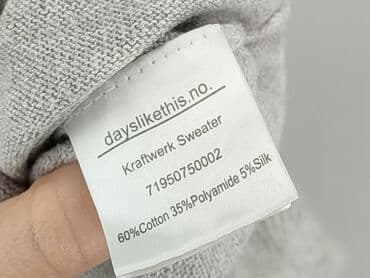 dayslikethis.no.
Kraftwerk Sweater
71950750002
60%Cotton 35%Polyamide 5%Silk